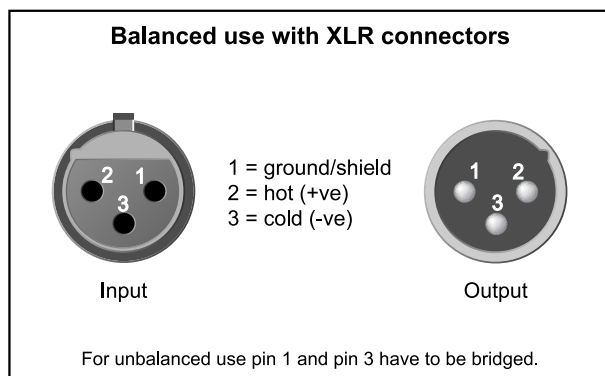 Balanced use with XLR connectors
2 1
3
1 = ground/shield
2 = hot (+ve)
3 = cold (-ve)
1 2
3
Input
Output
For unbalanced use pin 1 and pin 3 have to be bridged.